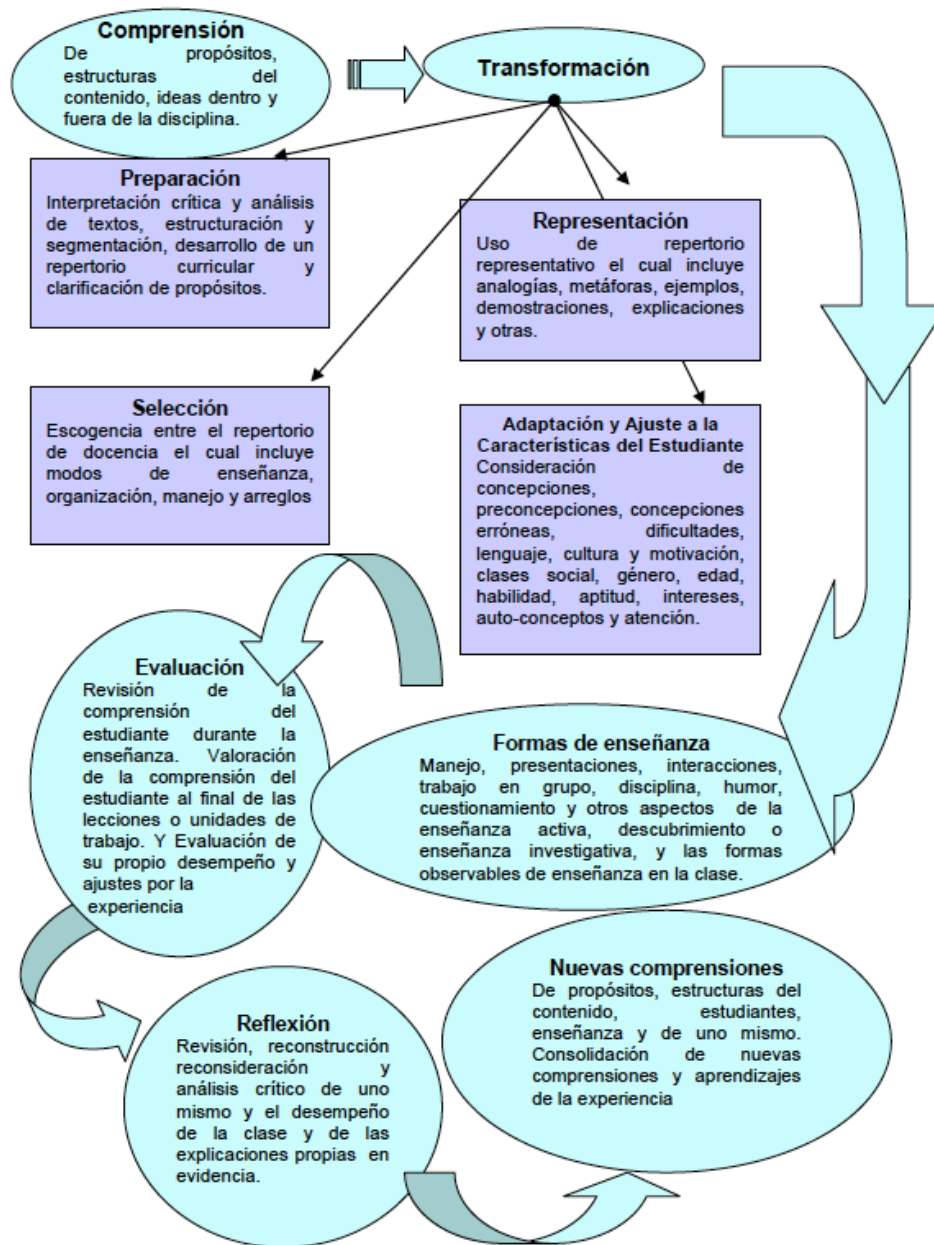 Comprensión
De propósitos,
estructuras del
contenido, ideas dentro y
fuera de la disciplina.
Transformación
Preparación
Interpretación crítica y análisis
de textos, estructuración y
segmentación, desarrollo de un
repertorio curricular y
clarificación de propósitos.
Representación
Uso de repertorio
representativo el cual incluye
analogías, metáforas, ejemplos,
demostraciones, explicaciones
y otras.
Selección
Escogencia entre el repertorio
de docencia el cual incluye
modos de enseñanza,
organización, manejo y arreglos
Adaptación y Ajuste a la
Características del Estudiante
Consideración de
concepciones,
preconcepciones, concepciones
erróneas, dificultades,
lenguaje, cultura y motivación,
clases social, género, edad,
habilidad, aptitud, intereses,
auto-conceptos y atención.
Evaluación
Revisión de la
comprensión del
estudiante durante la
enseñanza. Valoración
de la comprensión del
estudiante al final de las
lecciones o unidades de
trabajo. Y Evaluación de
su propio desempeño y
ajustes por la
experiencia
Formas de enseñanza
Manejo, presentaciones, interacciones,
trabajo en grupo, disciplina, humor,
cuestionamiento y otros aspectos de la
enseñanza activa, descubrimiento o
enseñanza investigativa, y las formas
observables de enseñanza en la clase.
Nuevas comprensiones
De propósitos, estructuras del
contenido, estudiantes,
enseñanza y de uno mismo.
Consolidación de nuevas
comprensiones y aprendizajes
de la experiencia
Reflexión
Revisión, reconstrucción
reconsideración y
análisis crítico de uno
mismo y el desempeño
de la clase y de las
explicaciones propias en
evidencia.